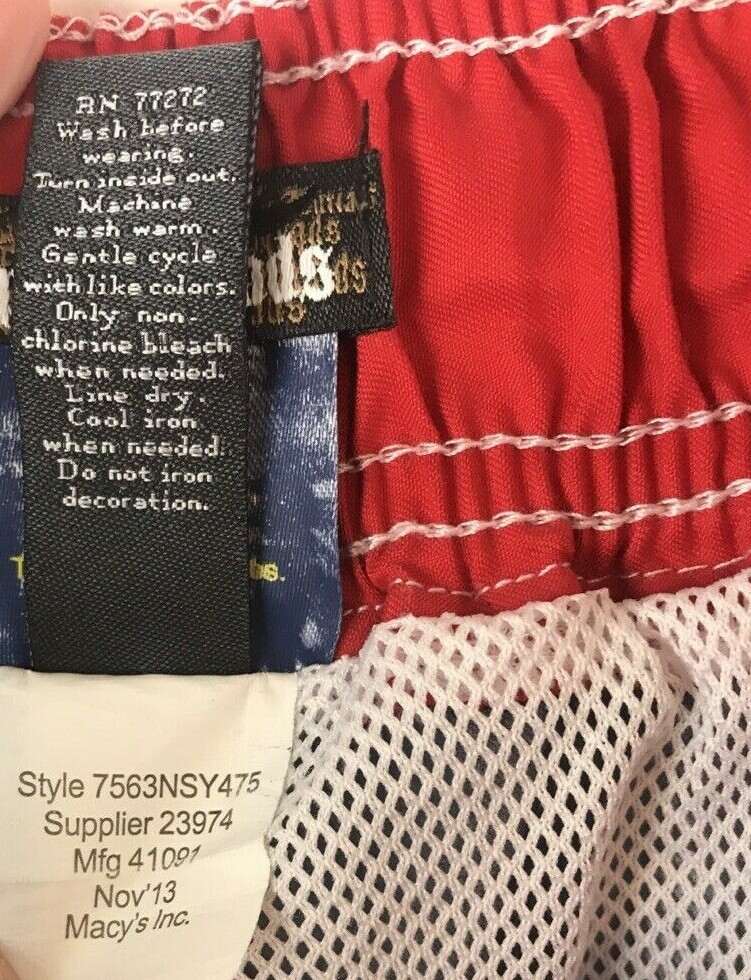 RN 77272
Wash before
wearing.
Turn inside out.
Machine
wash warm.
Gentle cycle
with like colors.
Only non-
chlorine bleach
when needed.
Line dry.
Cool iron
when needed.
Do not iron
decoration.
Style 7563NSY475
Supplier 23974
Mfg 41091
Nov'13
Macy's Inc.